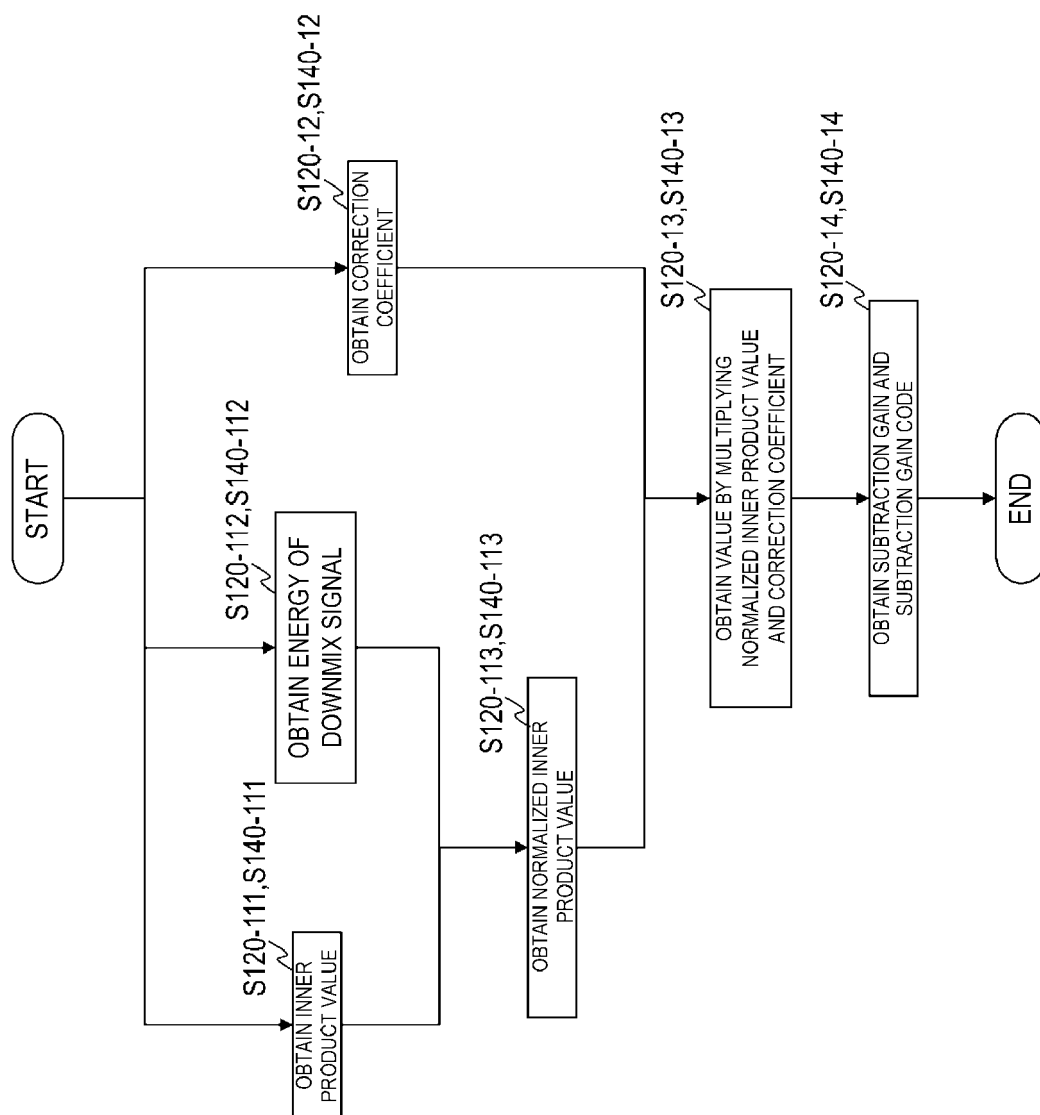 START
S120-111,S140-111
OBTAIN INNER
PRODUCT VALUE
S120-112,S140-112
OBTAIN ENERGY OF
DOWNMIX SIGNAL
S120-12,S140-12
OBTAIN CORRECTION
COEFFICIENT
S120-113,S140-113
OBTAIN NORMALIZED INNER
PRODUCT VALUE
S120-13,S140-13
OBTAIN VALUE BY MULTIPLYING
NORMALIZED INNER PRODUCT VALUE
AND CORRECTION COEFFICIENT
S120-14,S140-14
OBTAIN SUBTRACTION GAIN AND
SUBTRACTION GAIN CODE
END